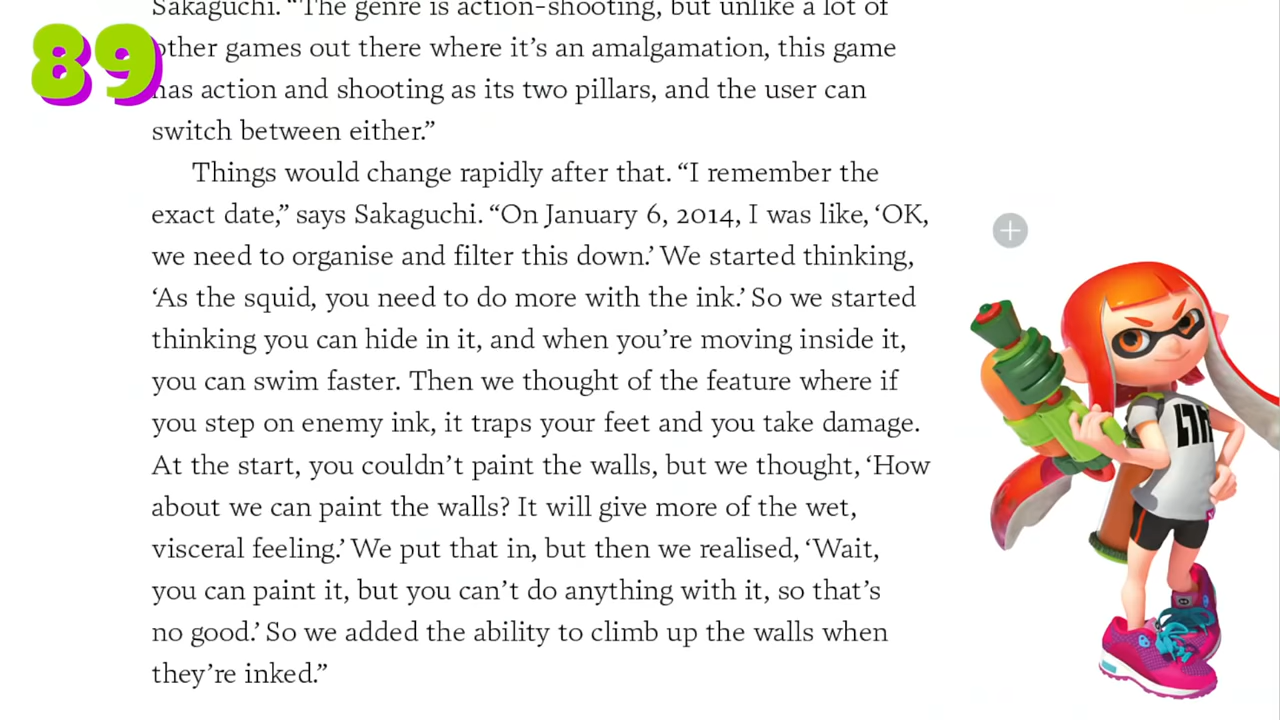 Sakaguchi. “The genre is action-shooting, but unlike a lot of
89
other games out there where it’s an amalgamation, this game
has action and shooting as its two pillars, and the user can
switch between either.”
Things would change rapidly after that. “I remember the
exact date,” says Sakaguchi. “On January 6, 2014, I was like, ‘OK,
we need to organise and filter this down.’ We started thinking,
‘As the squid, you need to do more with the ink.’ So we started
thinking you can hide in it, and when you’re moving inside it,
you can swim faster. Then we thought of the feature where if
you step on enemy ink, it traps your feet and you take damage.
At the start, you couldn’t paint the walls, but we thought, ‘How
about we can paint the walls? It will give more of the wet,
visceral feeling.’ We put that in, but then we realised, ‘Wait,
you can paint it, but you can’t do anything with it, so that’s
no good.’ So we added the ability to climb up the walls when
they’re inked.”